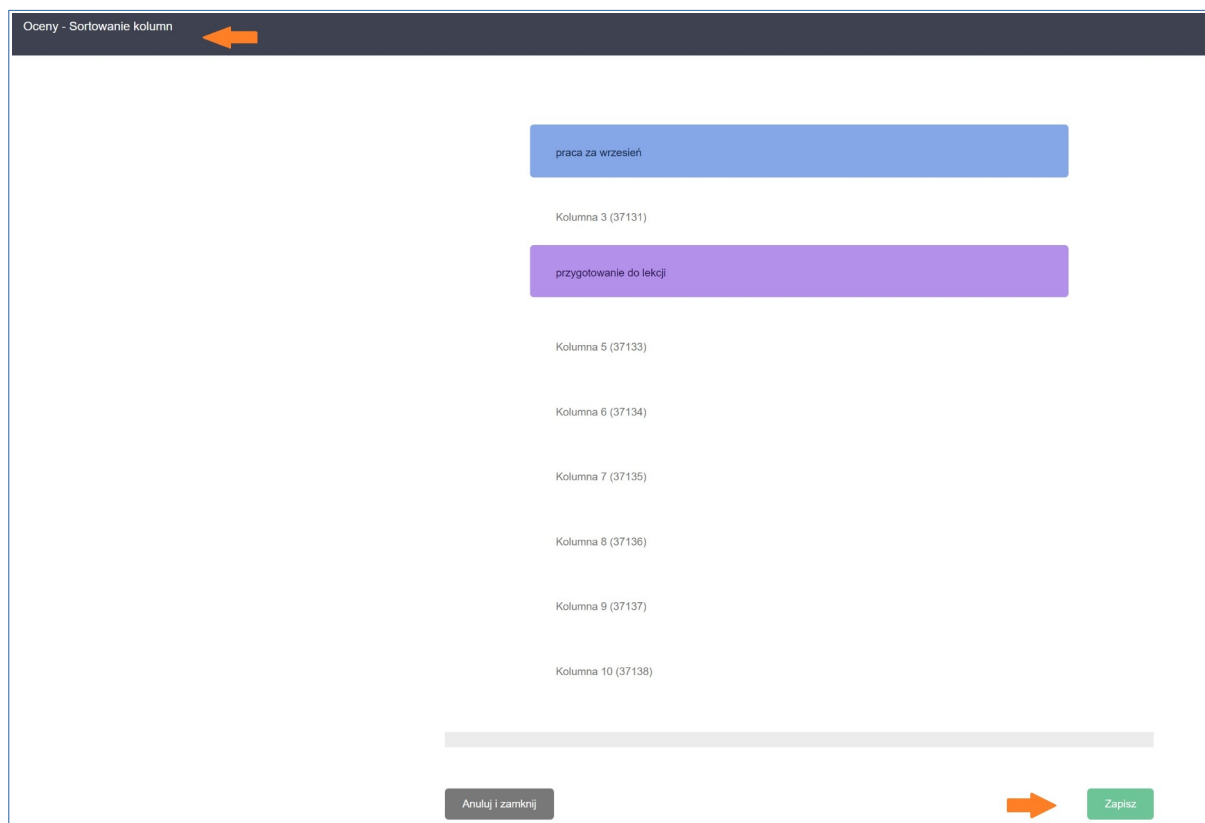 Oceny - Sortowanie kolumn
praca za wrzesień
Kolumna 3 (37131)
przygotowanie do lekcji
Kolumna 5 (37133)
Kolumna 6 (37134)
Kolumna 7 (37135)
Kolumna 8 (37136)
Kolumna 9 (37137)
Kolumna 10 (37138)
Anuluj i zamknij
Zapisz